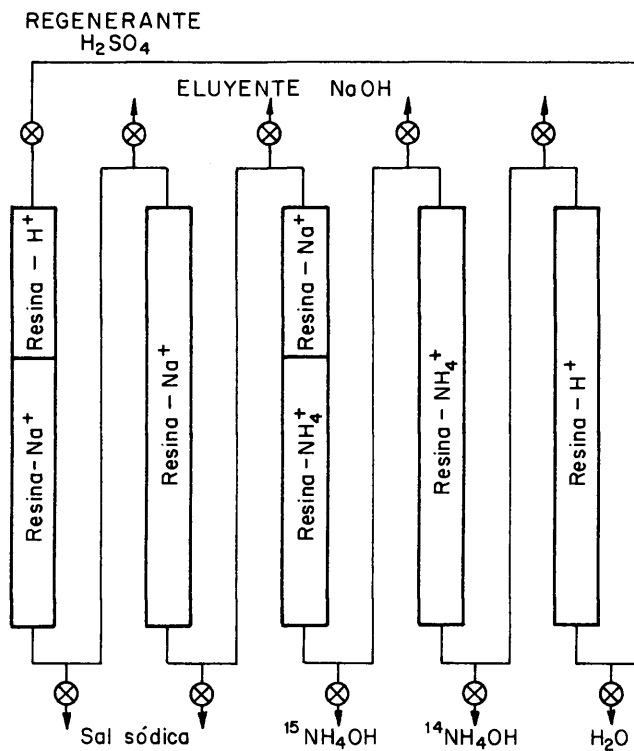 REGENERANTE
H₂SO₄
ELUYENTE NaOH
Resina – H⁺
Resina-Na⁺
Resina – Na⁺
Resina – Na⁺
Resina-NH₄⁺
Resina – NH₄⁺
Resina – H⁺
Sal sódica
¹⁵NH₄OH
¹⁴NH₄OH
H₂O